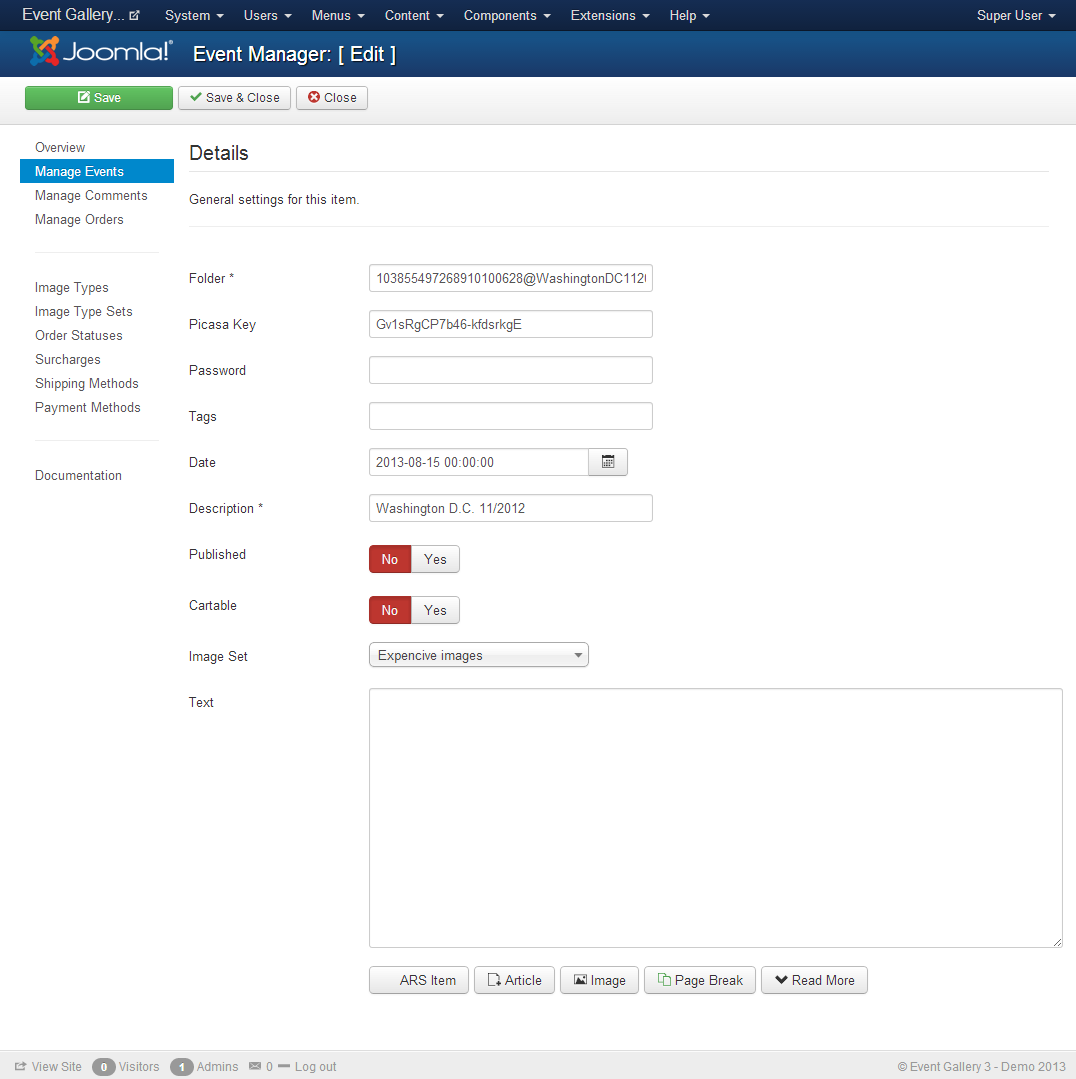 Event Gallery... System Users Menus Content Components Extensions Help Super User
Joomla!® Event Manager: [ Edit ]
Save Save & Close Close
Overview
Manage Events
Manage Comments
Manage Orders
Image Types
Image Type Sets
Order Statuses
Surcharges
Shipping Methods
Payment Methods
Documentation
Details
General settings for this item.
Folder * 103855497268910100628@WashingtonDC112
Picasa Key Gv1sRgCP7b46-kfdsrkgE
Password
Tags
Date 2013-08-15 00:00:00
Description * Washington D.C. 11/2012
Published No Yes
Cartable No Yes
Image Set Expencive images
Text
ARS Item Article Image Page Break Read More
View Site 0 Visitors 1 Admins 0 Log out © Event Gallery 3 - Demo 2013